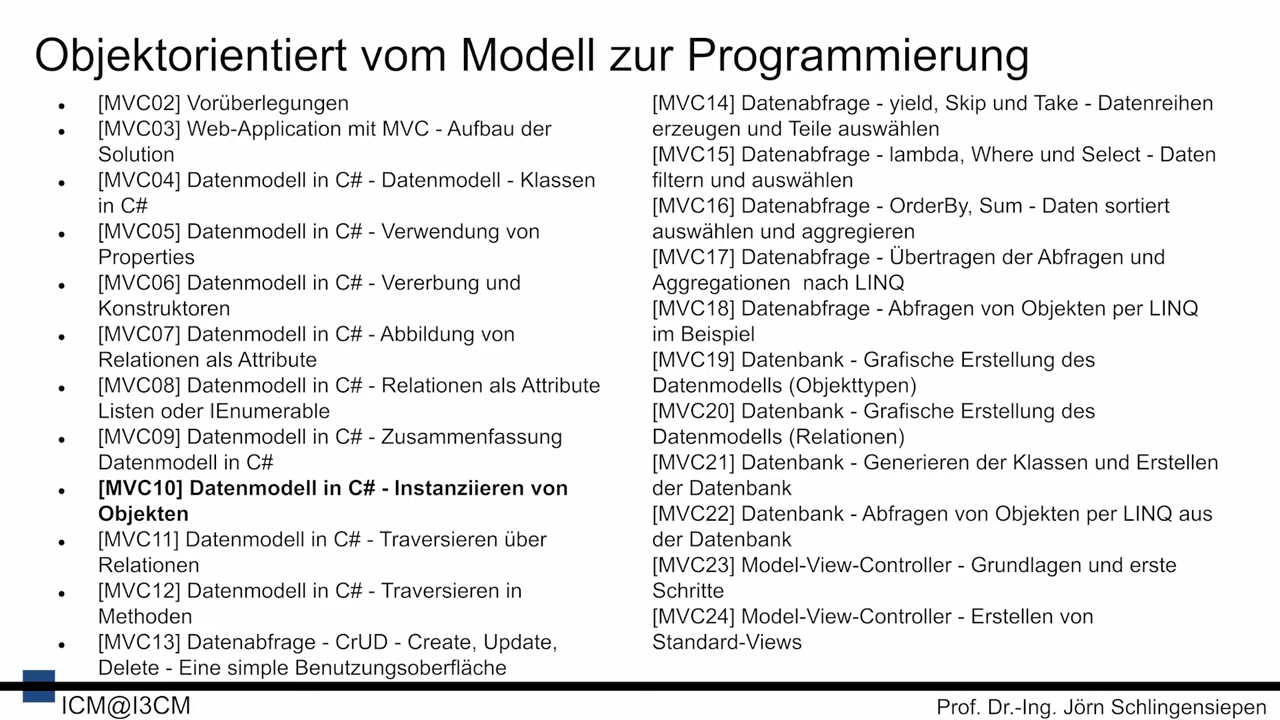 Objektorientiert vom Modell zur Programmierung
[MVC02] Vorüberlegungen
[MVC03] Web-Application mit MVC - Aufbau der
Solution
[MVC04] Datenmodell in C# - Datenmodell - Klassen
in C#
[MVC05] Datenmodell in C# - Verwendung von
Properties
[MVC06] Datenmodell in C# - Vererbung und
Konstruktoren
[MVC07] Datenmodell in C# - Abbildung von
Relationen als Attribute
[MVC08] Datenmodell in C# - Relationen als Attribute
Listen oder IEnumerable
[MVC09] Datenmodell in C# - Zusammenfassung
Datenmodell in C#
[MVC10] Datenmodell in C# - Instanziieren von
Objekten
[MVC11] Datenmodell in C# - Traversieren über
Relationen
[MVC12] Datenmodell in C# - Traversieren in
Methoden
[MVC13] Datenabfrage - CrUD - Create, Update,
Delete - Eine simple Benutzungsoberfläche
[MVC14] Datenabfrage - yield, Skip und Take - Datenreihen
erzeugen und Teile auswählen
[MVC15] Datenabfrage - lambda, Where und Select - Daten
filtern und auswählen
[MVC16] Datenabfrage - OrderBy, Sum - Daten sortiert
auswählen und aggregieren
[MVC17] Datenabfrage - Übertragen der Abfragen und
Aggregationen  nach LINQ
[MVC18] Datenabfrage - Abfragen von Objekten per LINQ
im Beispiel
[MVC19] Datenbank - Grafische Erstellung des
Datenmodells (Objekttypen)
[MVC20] Datenbank - Grafische Erstellung des
Datenmodells (Relationen)
[MVC21] Datenbank - Generieren der Klassen und Erstellen
der Datenbank
[MVC22] Datenbank - Abfragen von Objekten per LINQ aus
der Datenbank
[MVC23] Model-View-Controller - Grundlagen und erste
Schritte
[MVC24] Model-View-Controller - Erstellen von
Standard-Views
ICM@I3CM
Prof. Dr.-Ing. Jörn Schlingensiepen